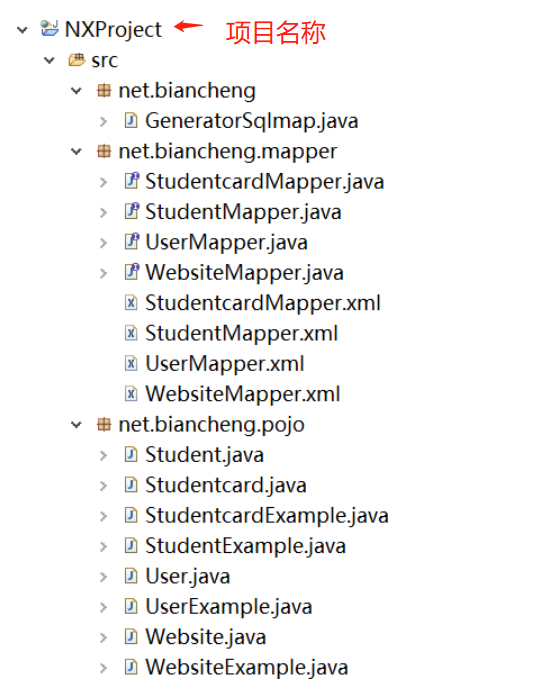 NXProject 项目名称
src
net.biancheng
GeneratorSqlmap.java
net.biancheng.mapper
StudentcardMapper.java
StudentMapper.java
UserMapper.java
WebsiteMapper.java
StudentcardMapper.xml
StudentMapper.xml
UserMapper.xml
WebsiteMapper.xml
net.biancheng.pojo
Student.java
Studentcard.java
StudentcardExample.java
StudentExample.java
User.java
UserExample.java
Website.java
WebsiteExample.java